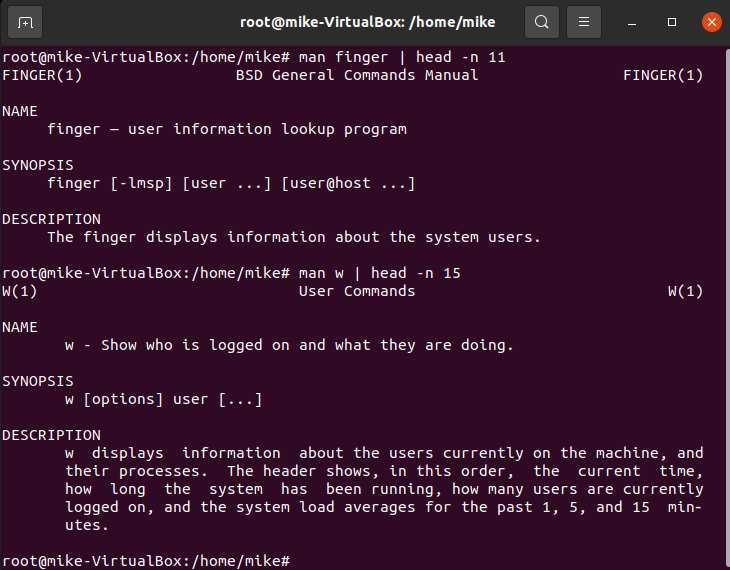 root@mike-VirtualBox: /home/mike
root@mike-VirtualBox:/home/mike# man finger | head -n 11
FINGER(1)                 BSD General Commands Manual                FINGER(1)
NAME
     finger — user information lookup program
SYNOPSIS
     finger [-lmsp] [user ...] [user@host ...]
DESCRIPTION
     The finger displays information about the system users.
root@mike-VirtualBox:/home/mike# man w | head -n 15
W(1)                             User Commands                            W(1)
NAME
       w - Show who is logged on and what they are doing.
SYNOPSIS
       w [options] user [...]
DESCRIPTION
       w  displays  information  about the users currently on the machine, and
       their processes.  The header shows, in this order,  the  current  time,
       how  long  the  system  has  been running, how many users are currently
       logged on, and the system load averages for the past 1, 5, and 15  min-
       utes.
root@mike-VirtualBox:/home/mike#